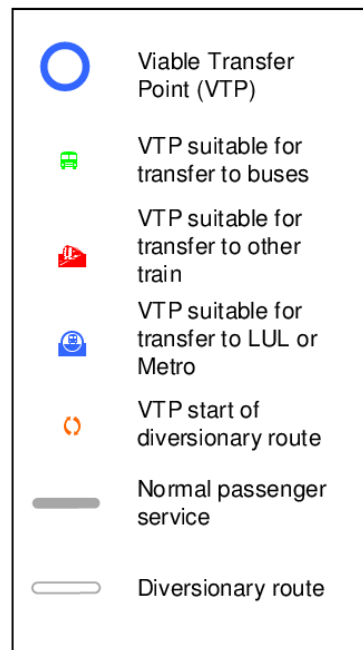 Viable Transfer
Point (VTP)
VTP suitable for
transfer to buses
VTP suitable for
transfer to other
train
VTP suitable for
transfer to LUL or
Metro
VTP start of
diversionary route
Normal passenger
service
Diversionary route